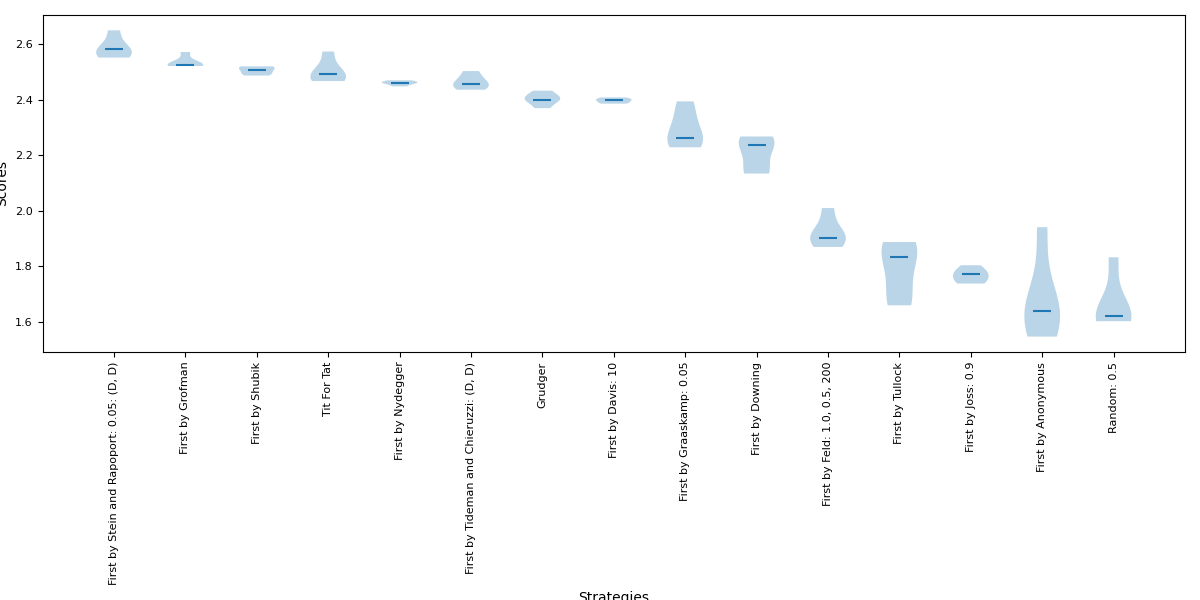 2.6
2.4
2.2
2.0
1.8
1.6
Scores
First by Stein and Rapoport: 0.05: (D, D)
First by Grofman
First by Shubik
Tit For Tat
First by Nydegger
First by Tideman and Chieruzzi: (D, D)
Grudger
First by Davis: 10
First by Graaskamp: 0.05
First by Downing
First by Feld: 1.0, 0.5, 200
First by Tullock
First by Joss: 0.9
First by Anonymous
Random: 0.5
Strategies